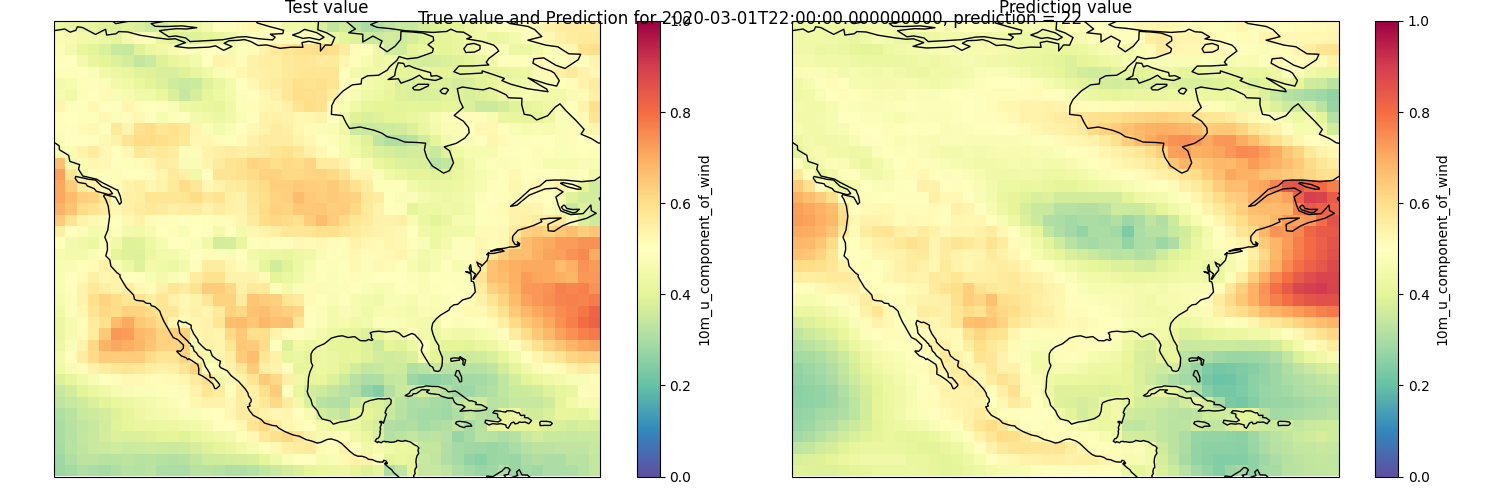 True value and Prediction for 2020-03-01T22:00:00.000000000, prediction = 22
Test value
1.0
0.8
0.6
0.4
0.2
0.0
10m_u_component_of_wind
Prediction value
1.0
0.8
0.6
0.4
0.2
0.0
10m_u_component_of_wind